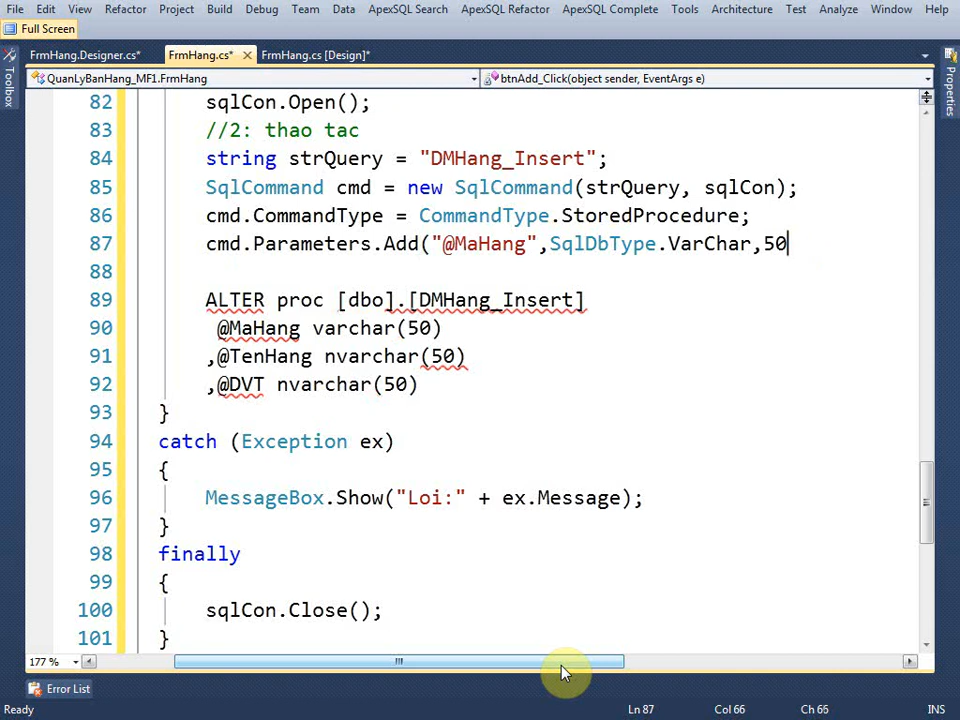 File Edit View Refactor Project Build Debug Team Data ApexSQL Search ApexSQL Refactor ApexSQL Complete Tools Architecture Test Analyze Window Help
Full Screen
FrmHang.Designer.cs* FrmHang.cs* FrmHang.cs [Design]*
Toolbox
Properties
QuanLyBanHang_MF1.FrmHang btnAdd_Click(object sender, EventArgs e)
82 sqlCon.Open();
83 //2: thao tac
84 string strQuery = "DMHang_Insert";
85 SqlCommand cmd = new SqlCommand(strQuery, sqlCon);
86 cmd.CommandType = CommandType.StoredProcedure;
87 cmd.Parameters.Add("@MaHang",SqlDbType.VarChar,50
88
89 ALTER proc [dbo].[DMHang_Insert]
90 @MaHang varchar(50)
91 ,@TenHang nvarchar(50)
92 ,@DVT nvarchar(50)
93 }
94 catch (Exception ex)
95 {
96 MessageBox.Show("Loi:" + ex.Message);
97 }
98 finally
99 {
100 sqlCon.Close();
101 }
177 %
Error List
Ready Ln 87 Col 66 Ch 65 INS